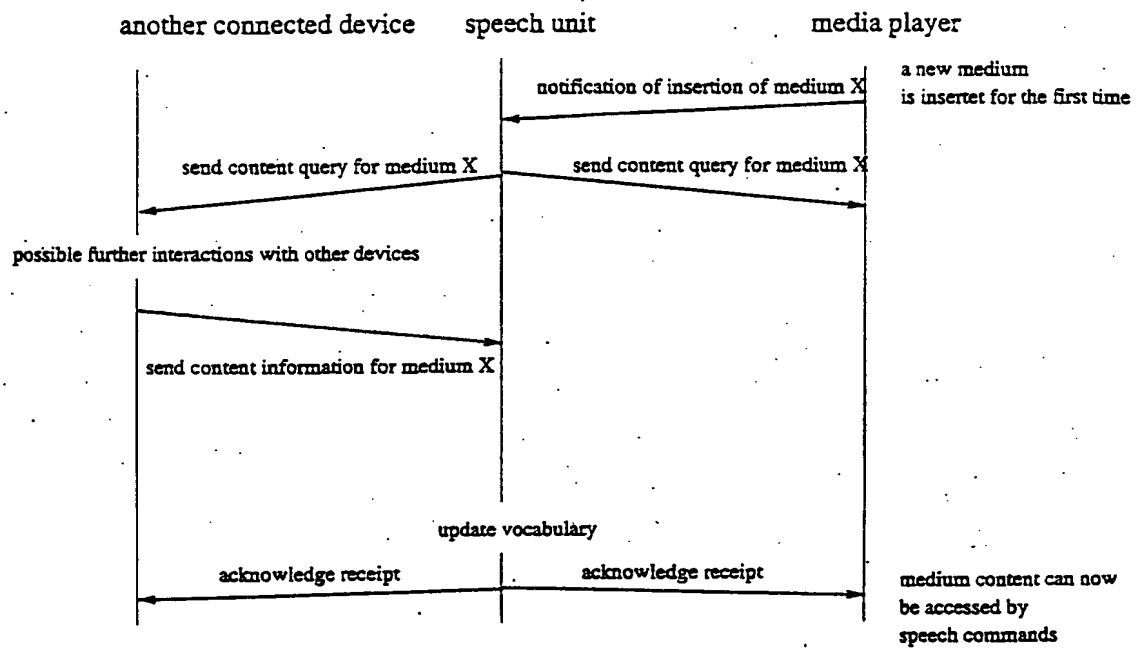 another connected device
speech unit
media player
a new medium
is insertet for the first time
notification of insertion of medium X
send content query for medium X
send content query for medium X
possible further interactions with other devices
send content information for medium X
update vocabulary
acknowledge receipt
acknowledge receipt
medium content can now
be accessed by
speech commands